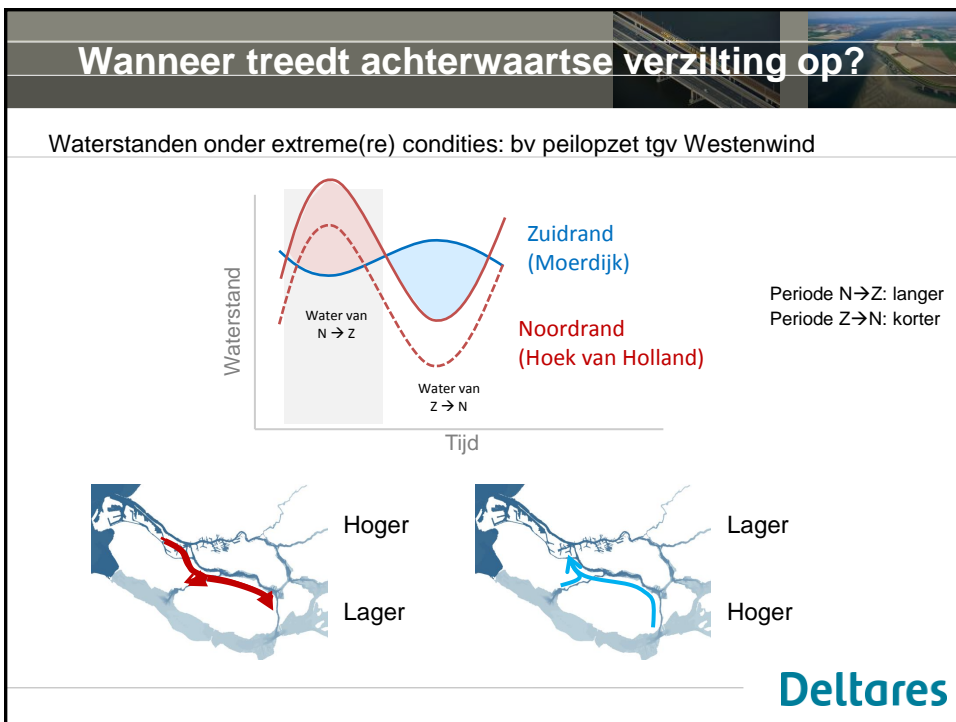 Wanneer treedt achterwaartse verzilting op?
Waterstanden onder extreme(re) condities: bv peilopzet tgv Westenwind
Waterstand
Water van
N → Z
Water van
Z → N
Tijd
Zuidrand
(Moerdijk)
Noordrand
(Hoek van Holland)
Periode N→Z: langer
Periode Z→N: korter
Hoger
Lager
Lager
Hoger
Deltares